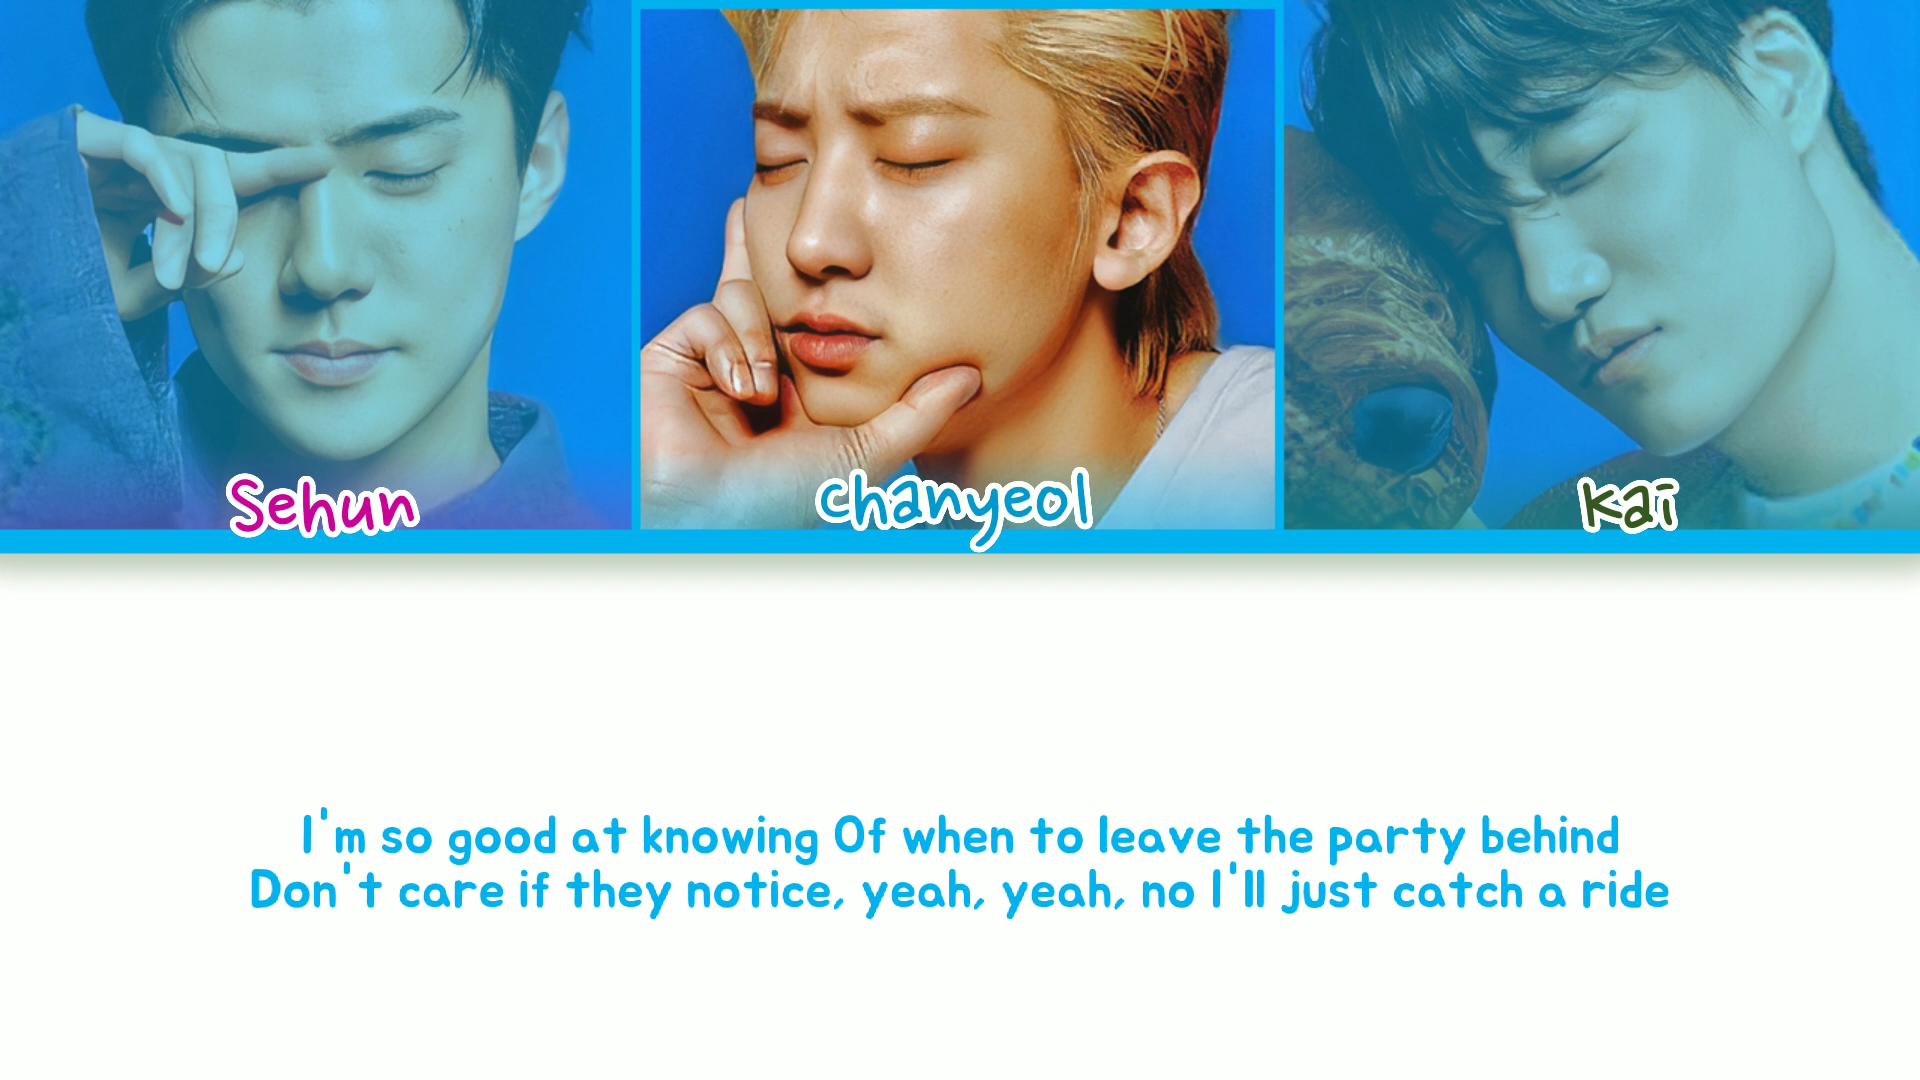 Sehun
chanyeol
kai
I'm so good at knowing Of when to leave the party behind
Don't care if they notice, yeah, yeah, no I'll just catch a ride